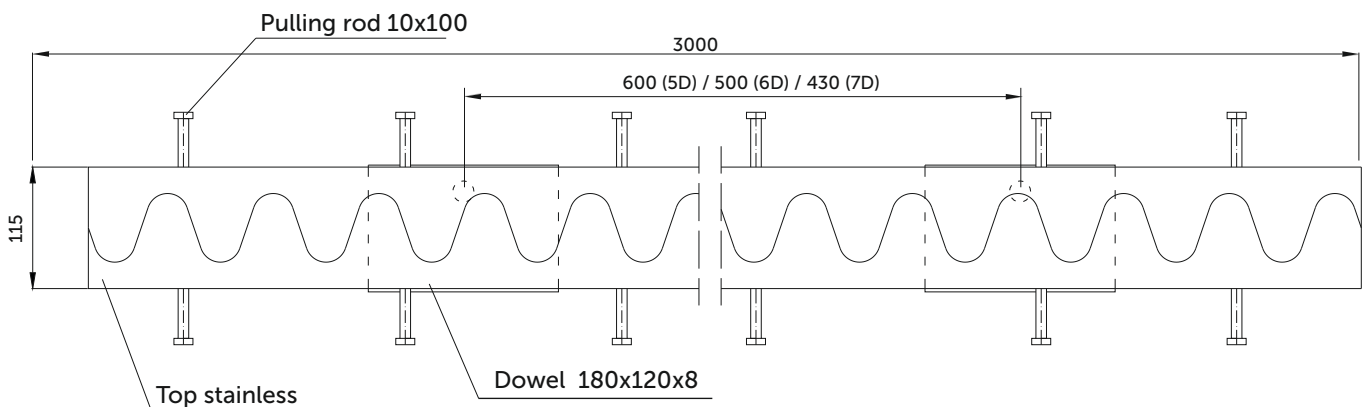 Pulling rod 10x100
3000
600 (5D) / 500 (6D) / 430 (7D)
115
Dowel 180x120x8
Top stainless